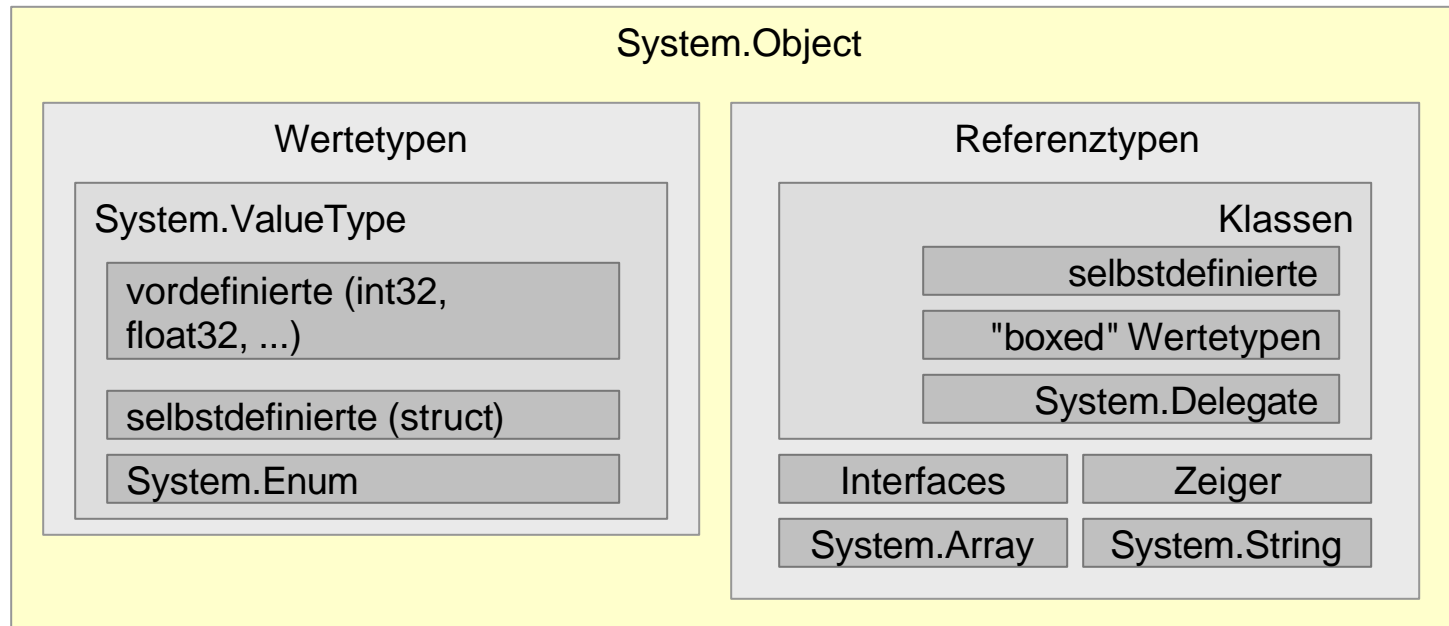 System.Object
Wertetypen
System.ValueType
vordefinierte (int32,
float32, ...)
selbstdefinierte (struct)
System.Enum
Referenztypen
Klassen
selbstdefinierte
"boxed" Wertetypen
System.Delegate
Interfaces
Zeiger
System.Array
System.String